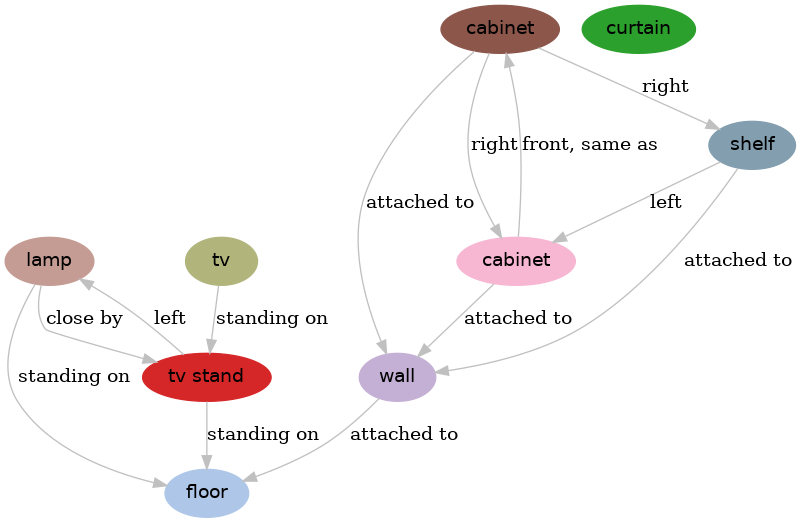 cabinet
curtain
right
shelf
right
front, same as
attached to
left
lamp
tv
cabinet
attached to
close by
left
standing on
attached to
standing on
tv stand
wall
standing on
attached to
floor